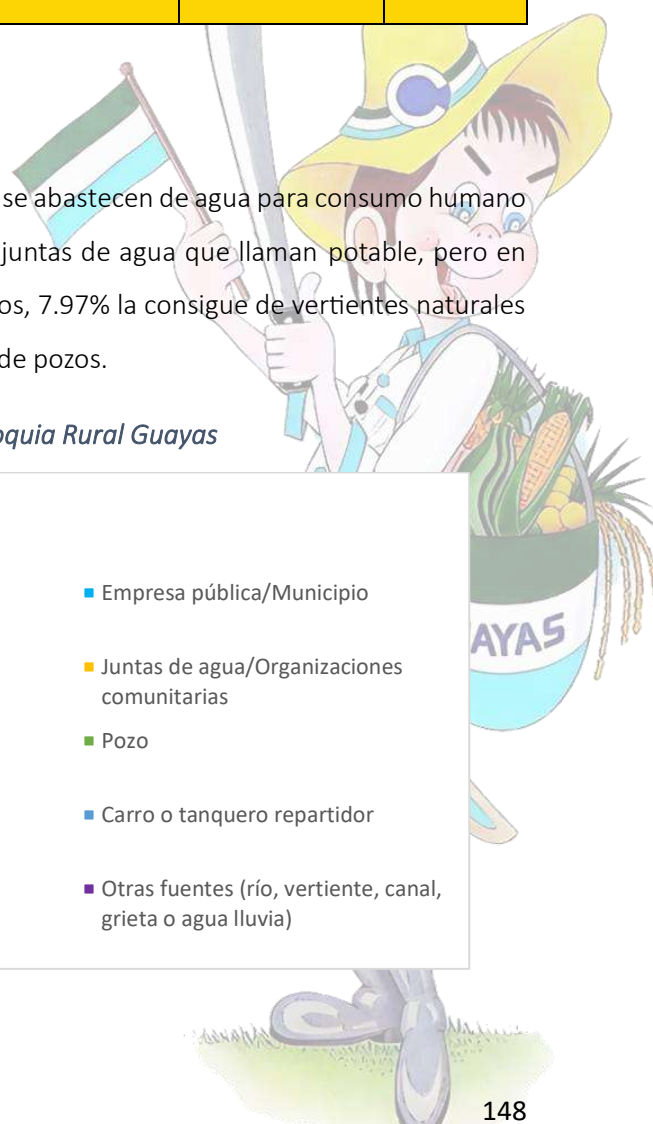 se abastecen de agua para consumo humano
juntas de agua que llaman potable, pero en
os, 7.97% la consigue de vertientes naturales
de pozos.
oquia Rural Guayas
Empresa pública/Municipio
AYAS
Juntas de agua/Organizaciones
comunitarias
Pozo
Carro o tanquero repartidor
Otras fuentes (río, vertiente, canal,
grieta o agua lluvia)
148